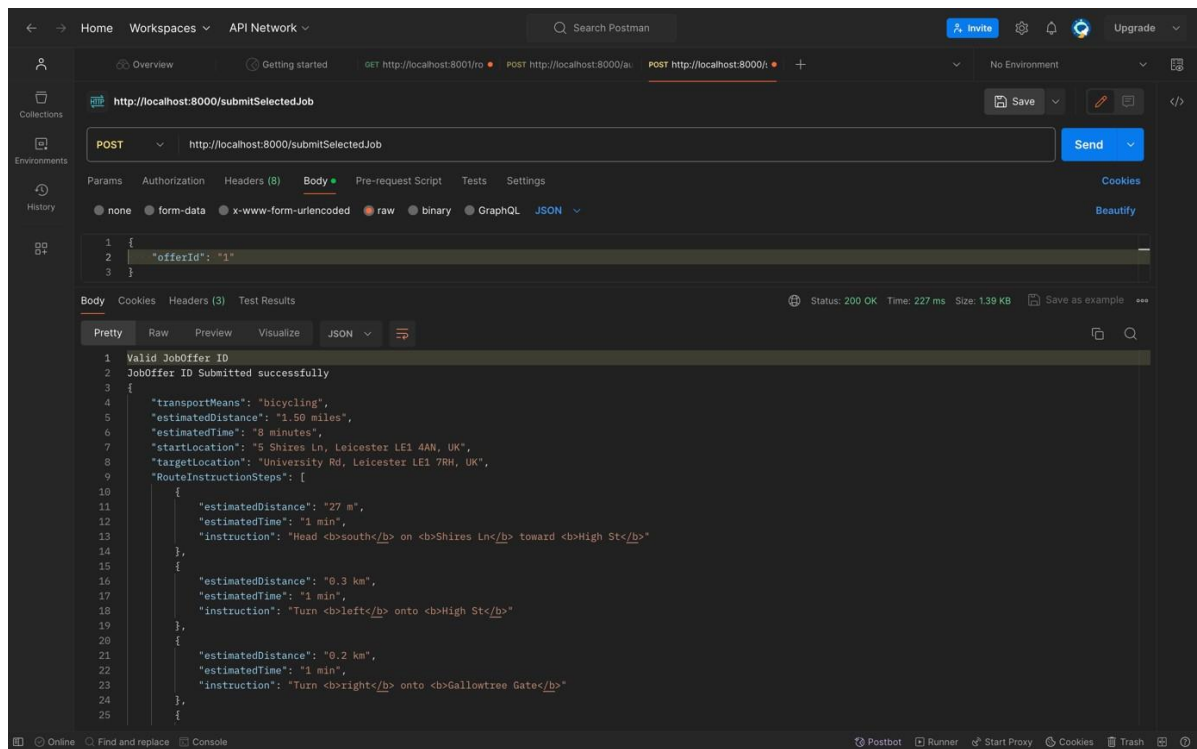 Home Workspaces API Network Search Postman Invite Upgrade
Overview Getting started GET http://localhost:8001/ro POST http://localhost:8000/au POST http://localhost:8000/s No Environment
Collections
Environments
History
HTTP http://localhost:8000/submitSelectedJob Save
POST http://localhost:8000/submitSelectedJob Send
Params Authorization Headers (8) Body Pre-request Script Tests Settings Cookies
none form-data x-www-form-urlencoded raw binary GraphQL JSON Beautify
1 {
2 "offerId": "1"
3 }
Body Cookies Headers (3) Test Results Status: 200 OK Time: 227 ms Size: 1.39 KB Save as example
Pretty Raw Preview Visualize JSON
1 Valid JobOffer ID
2 JobOffer ID Submitted successfully
3 {
4 "transportMeans": "bicycling",
5 "estimatedDistance": "1.50 miles",
6 "estimatedTime": "8 minutes",
7 "startLocation": "5 Shires Ln, Leicester LE1 4AN, UK",
8 "targetLocation": "University Rd, Leicester LE1 7RH, UK",
9 "RouteInstructionSteps": [
10 {
11 "estimatedDistance": "27 m",
12 "estimatedTime": "1 min",
13 "instruction": "Head <b>south</b> on <b>Shires Ln</b> toward <b>High St</b>"
14 },
15 {
16 "estimatedDistance": "0.3 km",
17 "estimatedTime": "1 min",
18 "instruction": "Turn <b>left</b> onto <b>High St</b>"
19 },
20 {
21 "estimatedDistance": "0.2 km",
22 "estimatedTime": "1 min",
23 "instruction": "Turn <b>right</b> onto <b>Gallowtree Gate</b>"
24 },
25 {
Online Find and replace Console Postbot Runner Start Proxy Cookies Trash